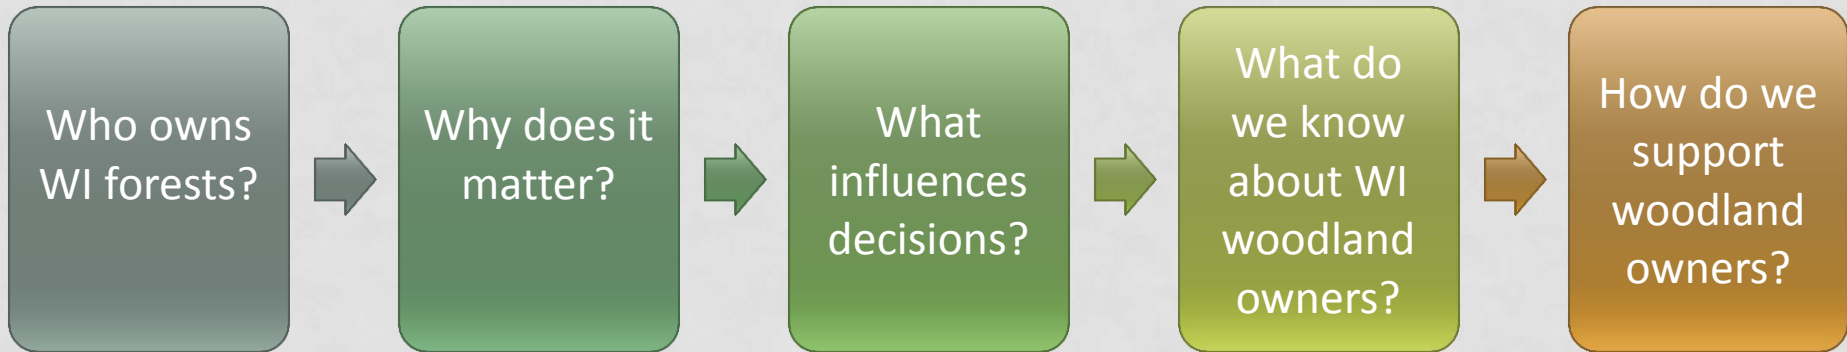 Who owns
WI forests?
Why does it
matter?
What
influences
decisions?
What do
we know
about WI
woodland
owners?
How do we
support
woodland
owners?